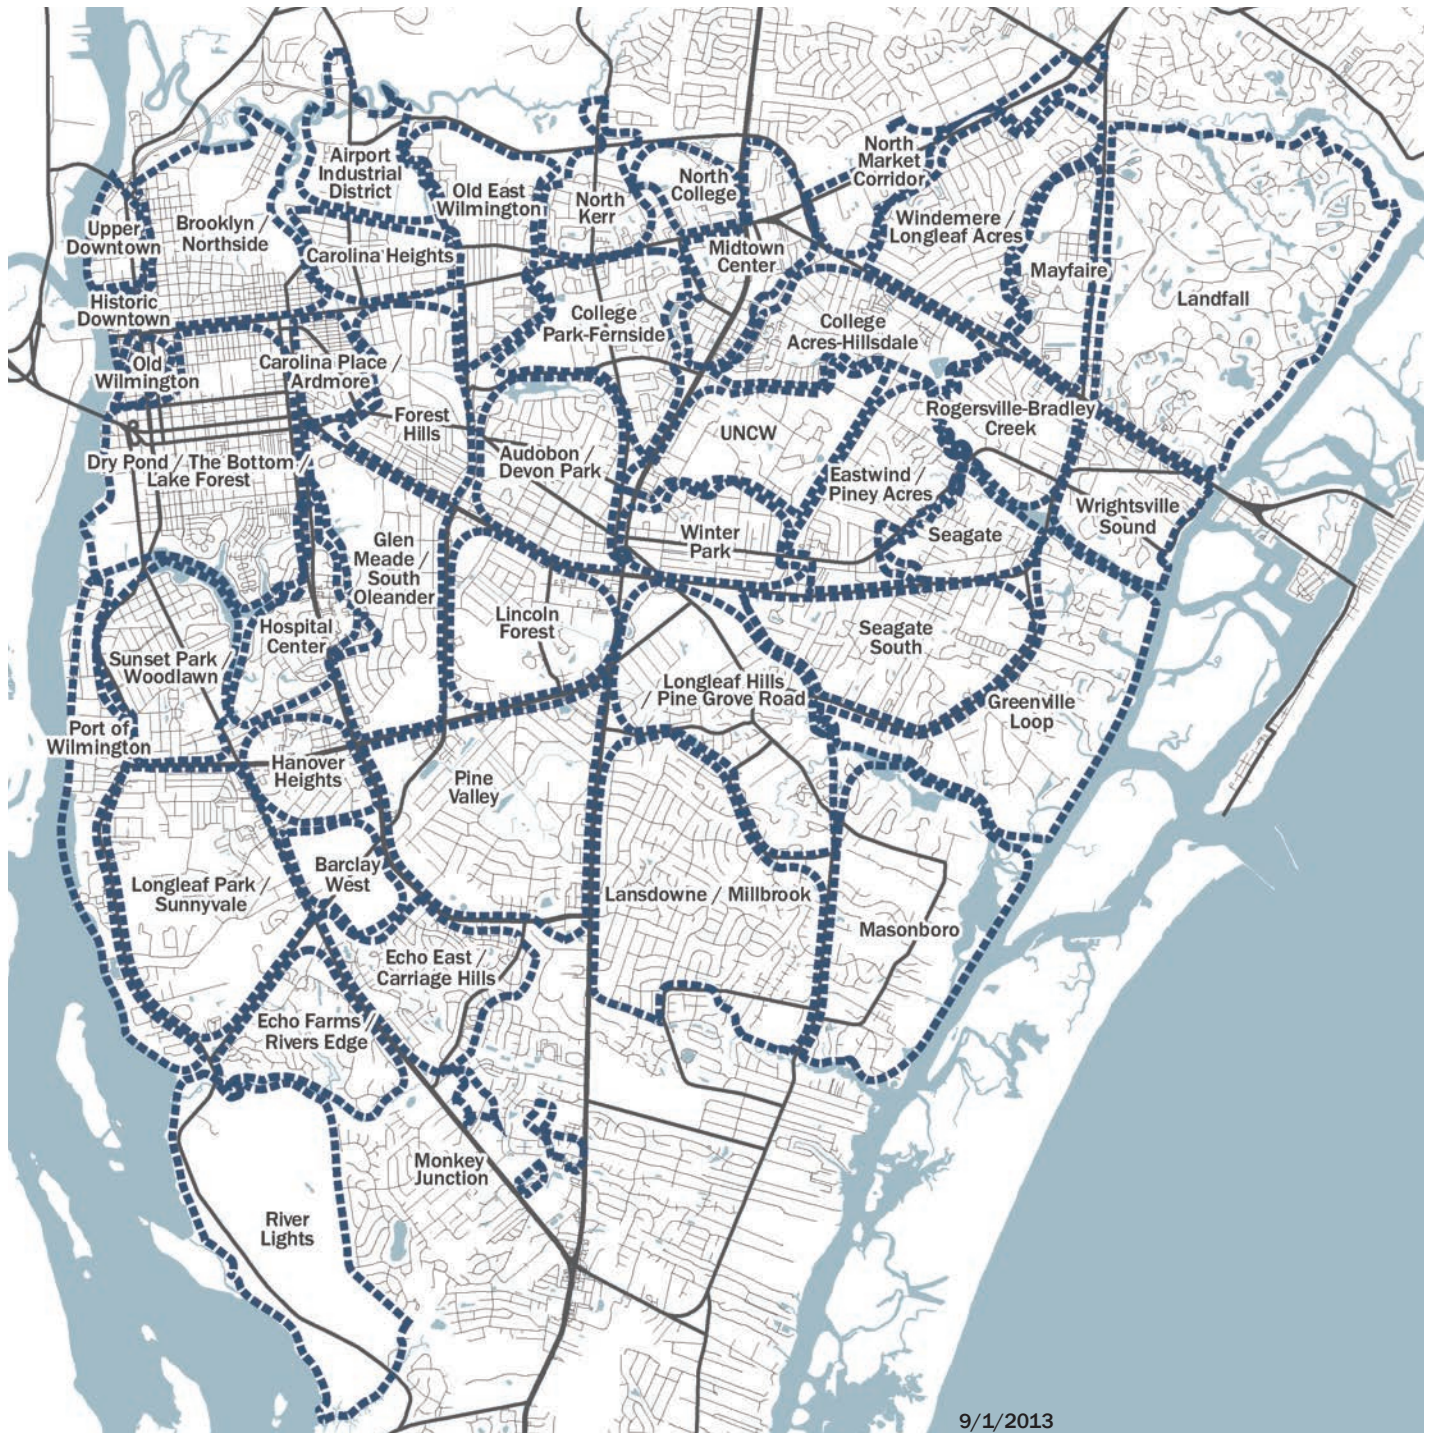 North
Market
Corridor
Airport
Industrial
District
Old East
Wilmington
North
Kerr
North
College
Upper
Downtown
Brooklyn /
Northside
Carolina Heights
Midtown
Center
Windemere /
Longleaf Acres
Mayfaire
Landfall
Historic
Downtown
College
Park-Fernside
College
Acres-Hillsdale
Old
Wilmington
Carolina Place /
Ardmore
Forest
Hills
Audobon /
Devon Park
UNCW
Rogersville-Bradley
Creek
Dry Pond / The Bottom /
Lake Forest
Eastwind /
Piney Acres
Wrightsville
Sound
Glen
Meade /
South
Oleander
Winter
Park
Seagate
Hospital
Center
Lincoln
Forest
Seagate
South
Sunset Park /
Woodlawn
Longleaf Hills
/ Pine Grove Road
Greenville
Loop
Port of
Wilmington
Hanover
Heights
Pine
Valley
Longleaf Park /
Sunnyvale
Barclay
West
Lansdowne / Millbrook
Masonboro
Echo East /
Carriage Hills
Echo Farms /
Rivers Edge
Monkey
Junction
River
Lights
9/1/2013